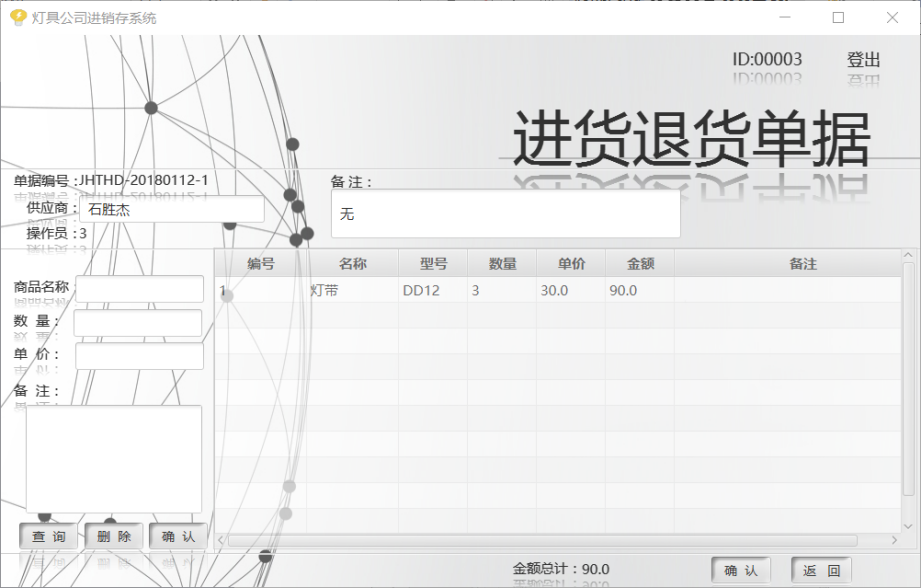 灯具公司进销存系统
ID:00003 登出
进货退货单据
单据编号：JHTHD-20180112-1
备注：
供应商： 石胜杰
无
操作员：3
编号 名称 型号 数量 单价 金额 备注
1 灯带 DD12 3 30.0 90.0
商品名称：
数 量：
单 价：
备 注：
查 询 删 除 确 认
金额总计：90.0 确 认 返 回